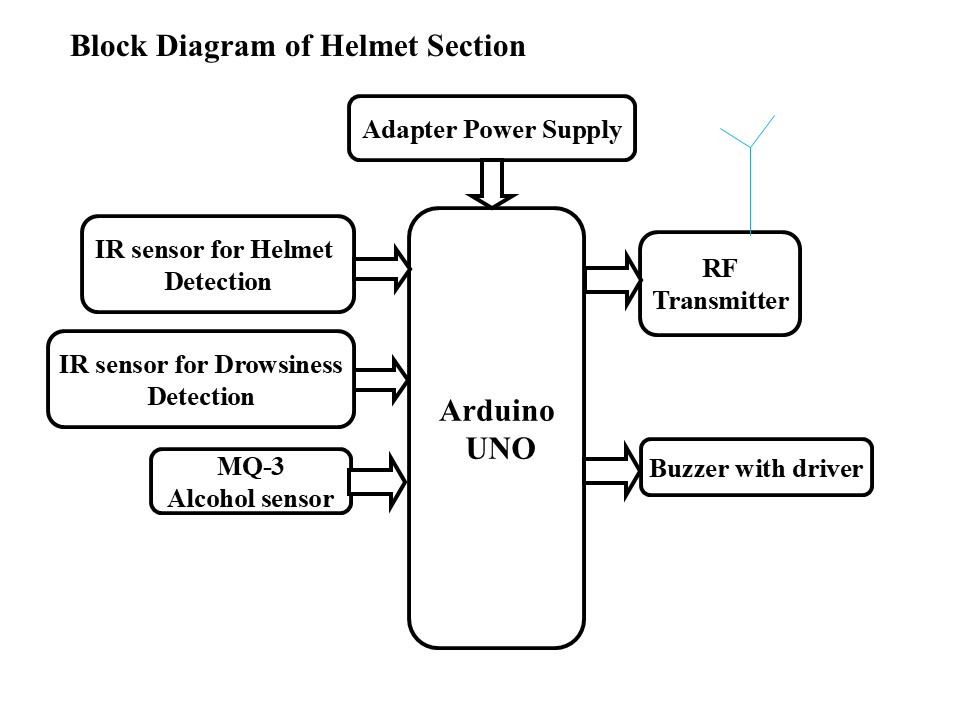 Block Diagram of Helmet Section
Adapter Power Supply
IR sensor for Helmet
Detection
RF
Transmitter
IR sensor for Drowsiness
Detection
Arduino
UNO
MQ-3
Alcohol sensor
Buzzer with driver